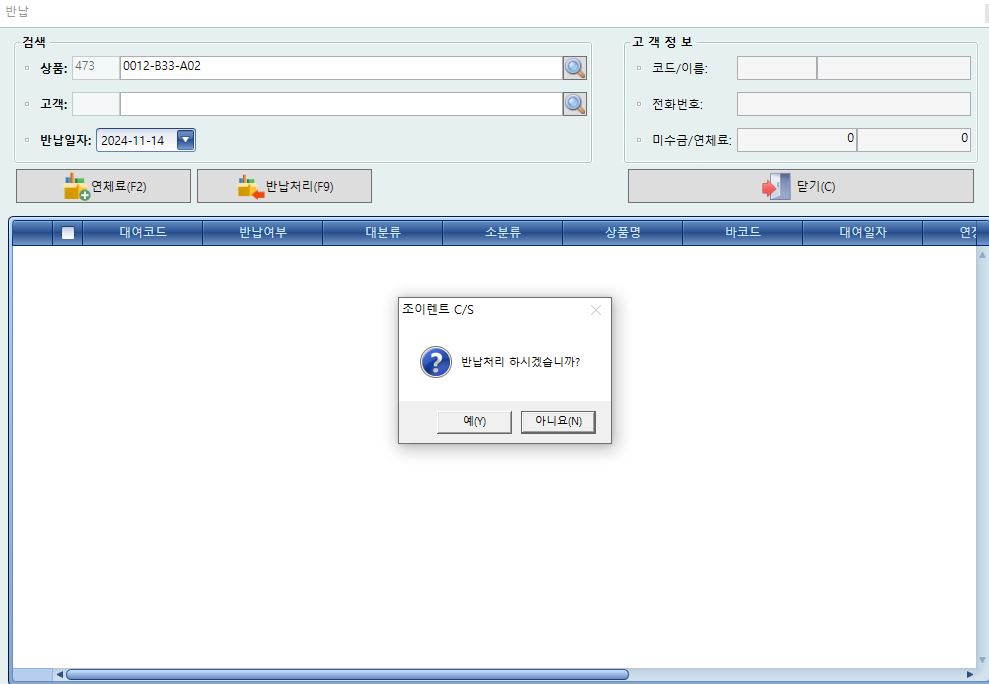 반납
검색
상품: 473 0012-B33-A02
고객:
반납일자: 2024-11-14
고 객 정 보
코드/이름:
전화번호:
미수금/연체료: 0 0
연체료(F2) 반납처리(F9) 닫기(C)
대여코드 반납여부 대분류 소분류 상품명 바코드 대여일자
조이렌트 C/S
반납처리 하시겠습니까?
예(Y) 아니요(N)